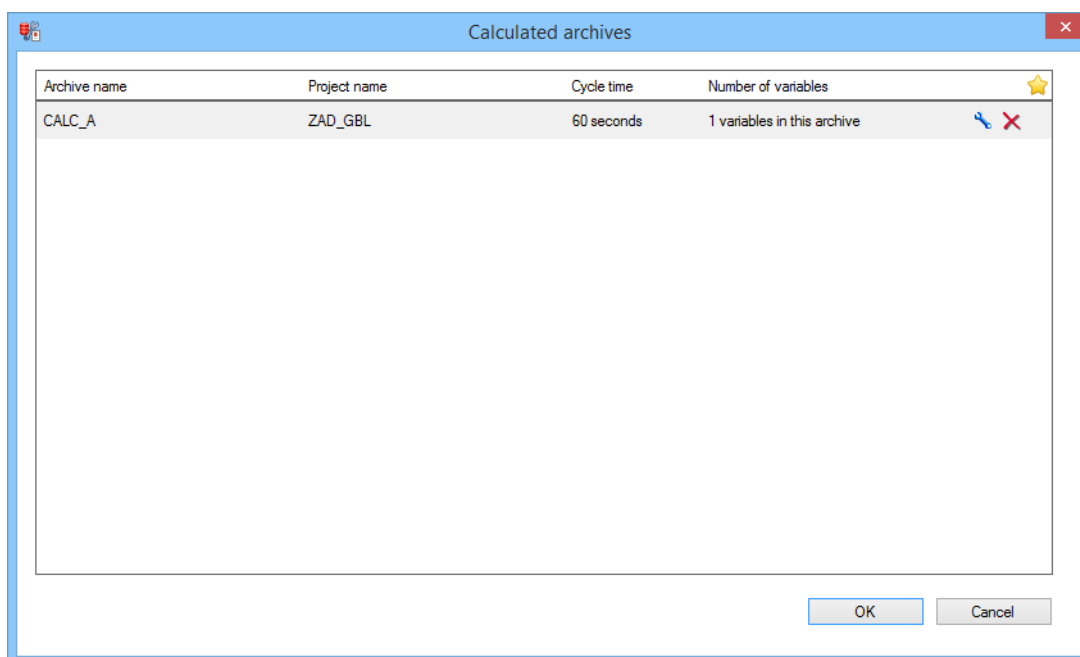 Calculated archives
Archive name Project name Cycle time Number of variables
CALC_A ZAD_GBL 60 seconds 1 variables in this archive
OK Cancel